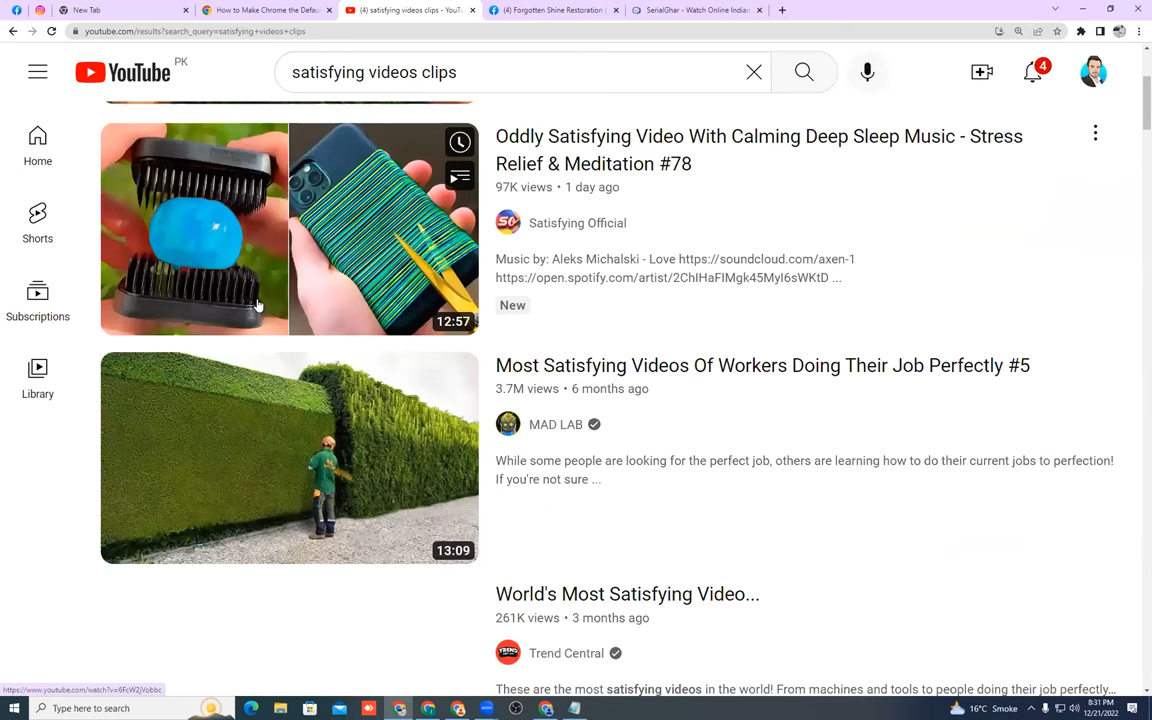 New Tab
How to Make Chrome the Defau
(4) satisfying videos clips - YouT
(4) Forgotten Shine Restoration |
SerialGhar - Watch Online Indian
youtube.com/results?search_query=satisfying+videos+clips
YouTube PK
satisfying videos clips
4
Home
Shorts
Subscriptions
Library
12:57
Oddly Satisfying Video With Calming Deep Sleep Music - Stress
Relief & Meditation #78
97K views • 1 day ago
Satisfying Official
Music by: Aleks Michalski - Love https://soundcloud.com/axen-1
https://open.spotify.com/artist/2ChlHaFIMgk45MyI6sWKtD ...
New
13:09
Most Satisfying Videos Of Workers Doing Their Job Perfectly #5
3.7M views • 6 months ago
MAD LAB
While some people are looking for the perfect job, others are learning how to do their current jobs to perfection!
If you're not sure ...
World's Most Satisfying Video...
261K views • 3 months ago
Trend Central
These are the most satisfying videos in the world! From machines and tools to people doing their job perfectly...
https://www.youtube.com/watch?v=6FcW2jVobbc
Type here to search
16°C Smoke
8:31 PM
12/21/2022